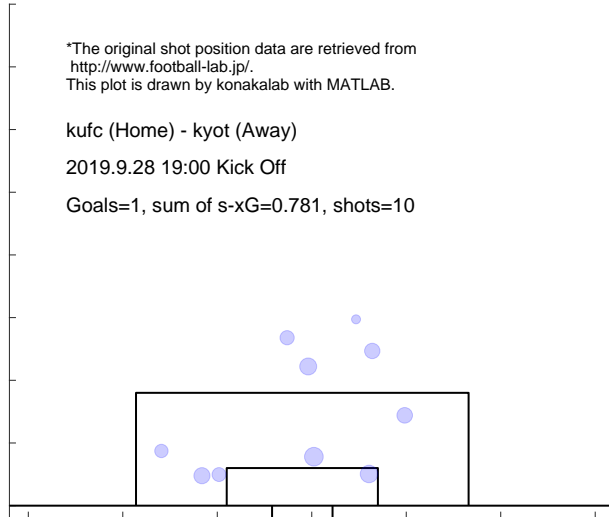 *The original shot position data are retrieved from
http://www.football-lab.jp/.
This plot is drawn by konakalab with MATLAB.
kufc (Home) - kyot (Away)
2019.9.28 19:00 Kick Off
Goals=1, sum of s-xG=0.781, shots=10